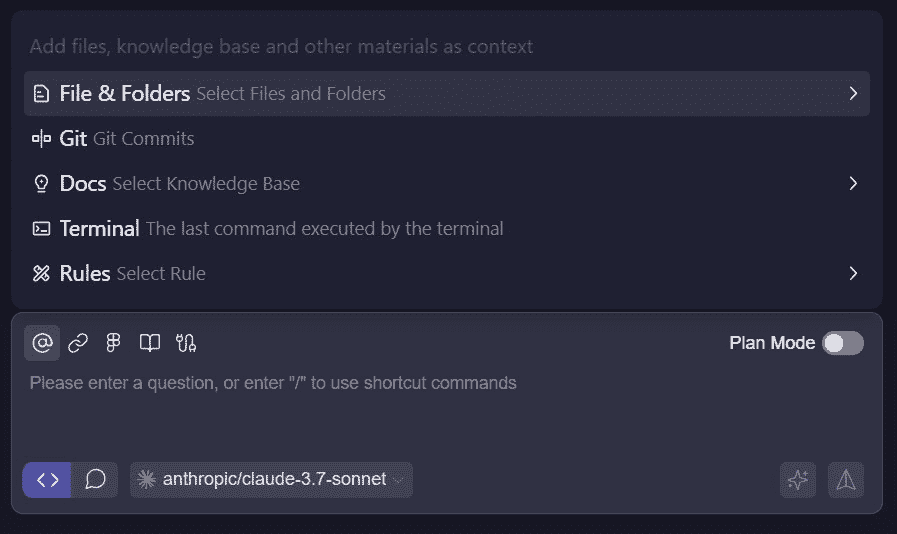 Add files, knowledge base and other materials as context
File & Folders Select Files and Folders
Git Git Commits
Docs Select Knowledge Base
Terminal The last command executed by the terminal
Rules Select Rule
Plan Mode
Please enter a question, or enter "/" to use shortcut commands
anthropic/claude-3.7-sonnet